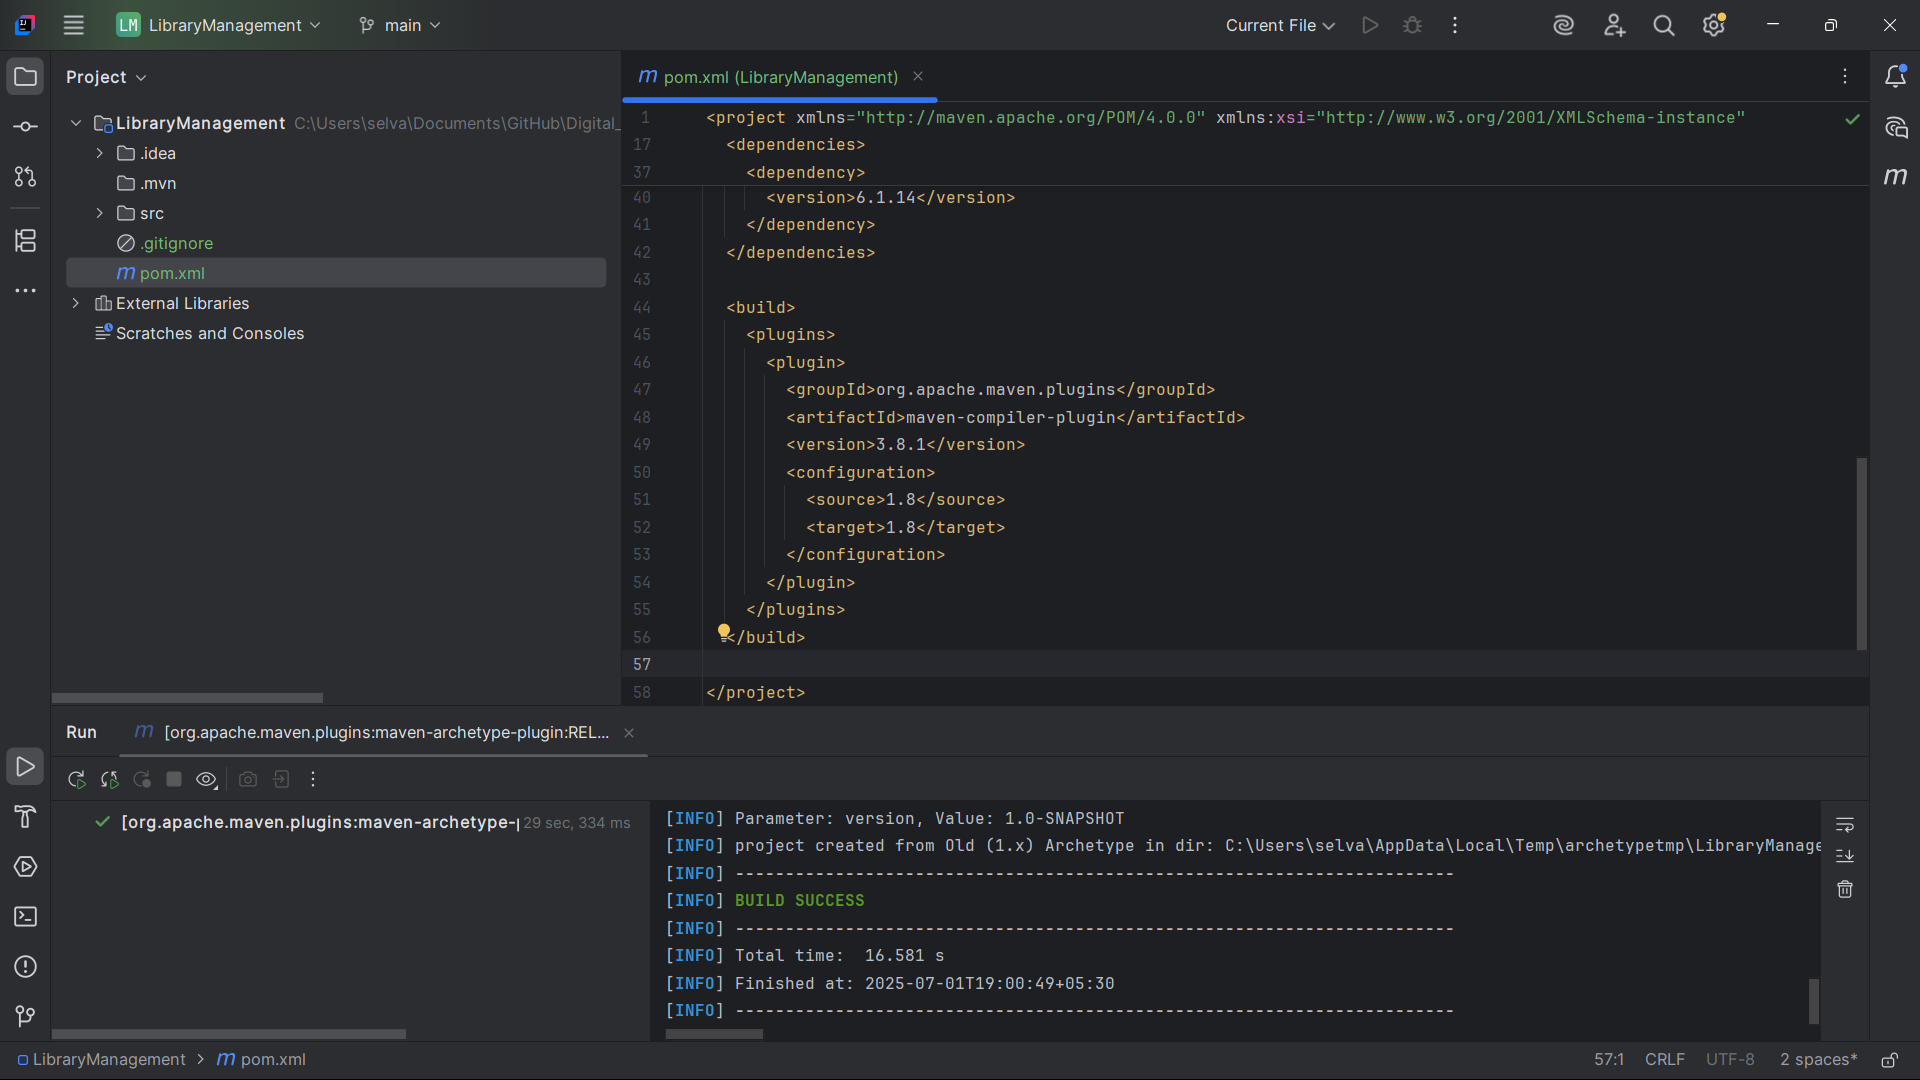 LM LibraryManagement main Current File
Project
LibraryManagement C:\Users\selva\Documents\GitHub\Digital_
.idea
.mvn
src
.gitignore
m pom.xml
External Libraries
Scratches and Consoles
m pom.xml (LibraryManagement)
1 <project xmlns="http://maven.apache.org/POM/4.0.0" xmlns:xsi="http://www.w3.org/2001/XMLSchema-instance"
17 <dependencies>
37 <dependency>
40 <version>6.1.14</version>
41 </dependency>
42 </dependencies>
43
44 <build>
45 <plugins>
46 <plugin>
47 <groupId>org.apache.maven.plugins</groupId>
48 <artifactId>maven-compiler-plugin</artifactId>
49 <version>3.8.1</version>
50 <configuration>
51 <source>1.8</source>
52 <target>1.8</target>
53 </configuration>
54 </plugin>
55 </plugins>
56 </build>
57
58 </project>
m
Run m [org.apache.maven.plugins:maven-archetype-plugin:REL...
[org.apache.maven.plugins:maven-archetype-p 29 sec, 334 ms
[INFO] Parameter: version, Value: 1.0-SNAPSHOT
[INFO] project created from Old (1.x) Archetype in dir: C:\Users\selva\AppData\Local\Temp\archetypetmp\LibraryManage
[INFO] ------------------------------------------------------------------------
[INFO] BUILD SUCCESS
[INFO] ------------------------------------------------------------------------
[INFO] Total time:  16.581 s
[INFO] Finished at: 2025-07-01T19:00:49+05:30
[INFO] ------------------------------------------------------------------------
LibraryManagement > m pom.xml 57:1 CRLF UTF-8 2 spaces*